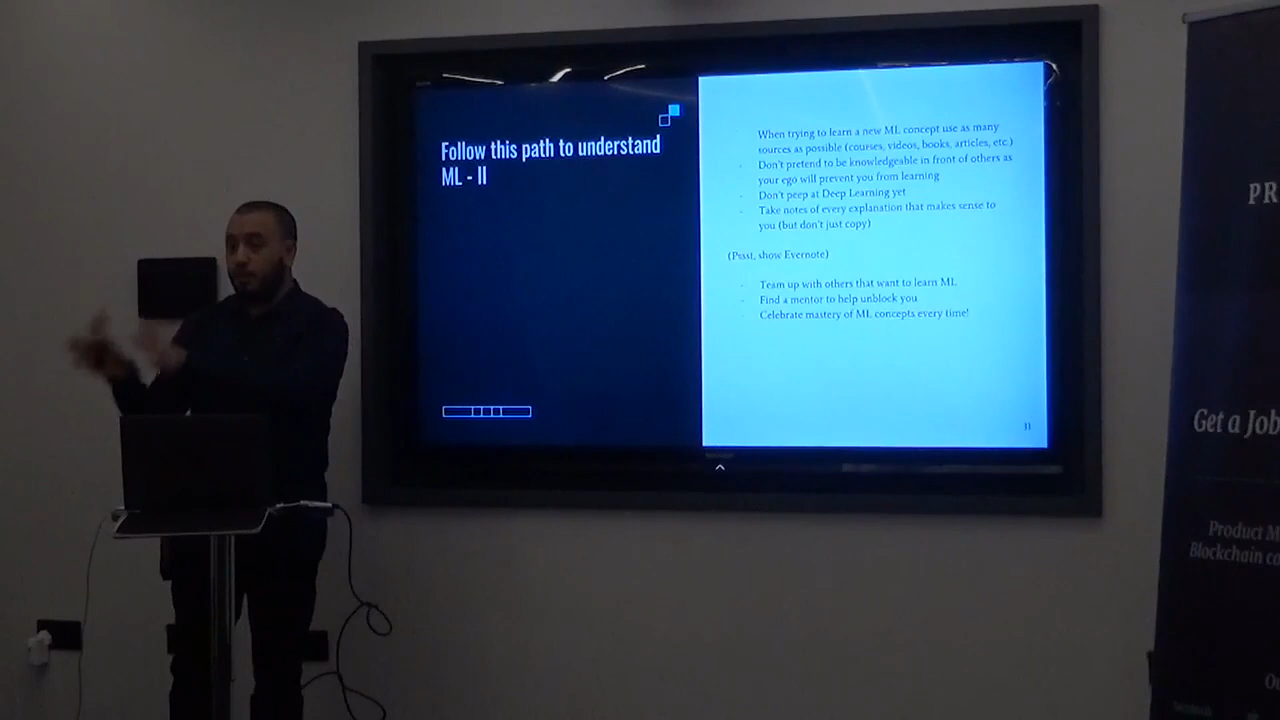 Follow this path to understand
ML - II
When trying to learn a new ML concept use as many
sources as possible (courses, videos, books, articles, etc.)
- Don't pretend to be knowledgeable in front of others as
your ego will prevent you from learning
- Don't peep at Deep Learning yet
- Take notes of every explanation that makes sense to
you (but don't just copy)
(Pssst, show Evernote)
- Team up with others that want to learn ML
- Find a mentor to help unblock you
- Celebrate mastery of ML concepts every time!
31
PR
Get a Job
Product M
Blockchain co